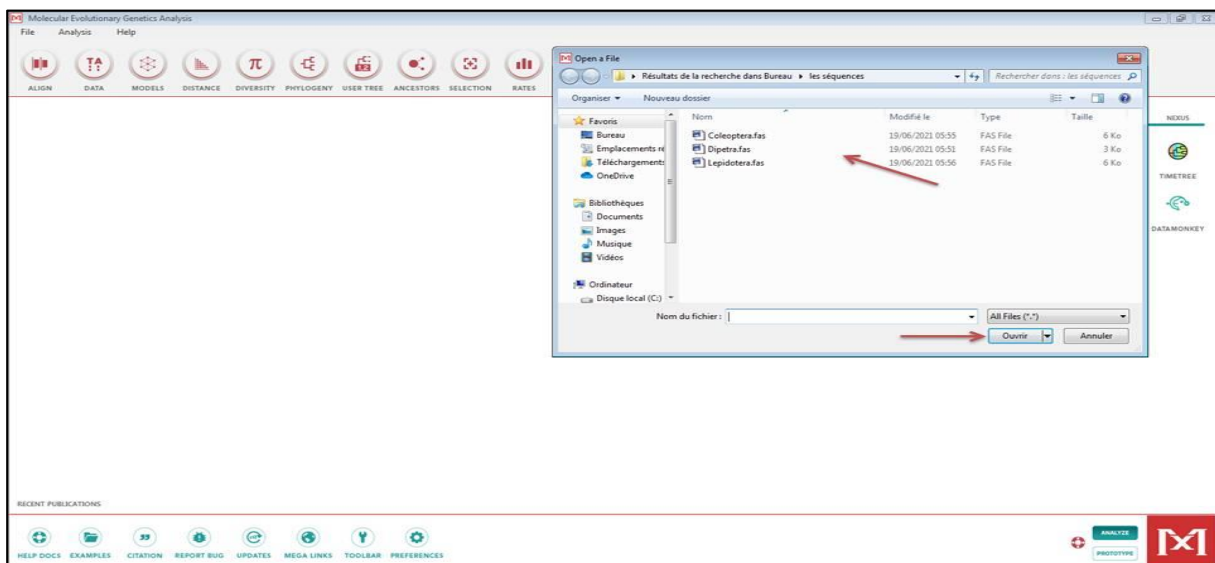 Molecular Evolutionary Genetics Analysis
File Analysis Help
ALIGN DATA MODELS DISTANCE DIVERSITY PHYLOGENY USER TREE ANCESTORS SELECTION RATES
TA
π
Open a File
Résultats de la recherche dans Bureau les séquences
Rechercher dans : les séquences
Organiser Nouveau dossier
Nom Modifié le Type Taille
Favoris
Bureau
Emplacements ré
Téléchargements
OneDrive
Bibliothèques
Documents
Images
Musique
Vidéos
Ordinateur
Disque local (C:)
Coleoptera.fas 19/06/2021 05:55 FAS File 6 Ko
Dipetra.fas 19/06/2021 05:51 FAS File 3 Ko
Lepidotera.fas 19/06/2021 05:56 FAS File 6 Ko
Nom du fichier : All Files (*.*)
Ouvrir Annuler
NEXUS
TIMETREE
DATAMONKEY
RECENT PUBLICATIONS
HELP DOCS EXAMPLES CITATION REPORT BUG UPDATES MEGA LINKS TOOLBAR PREFERENCES
ANALYZE
PROTOTYPE
M